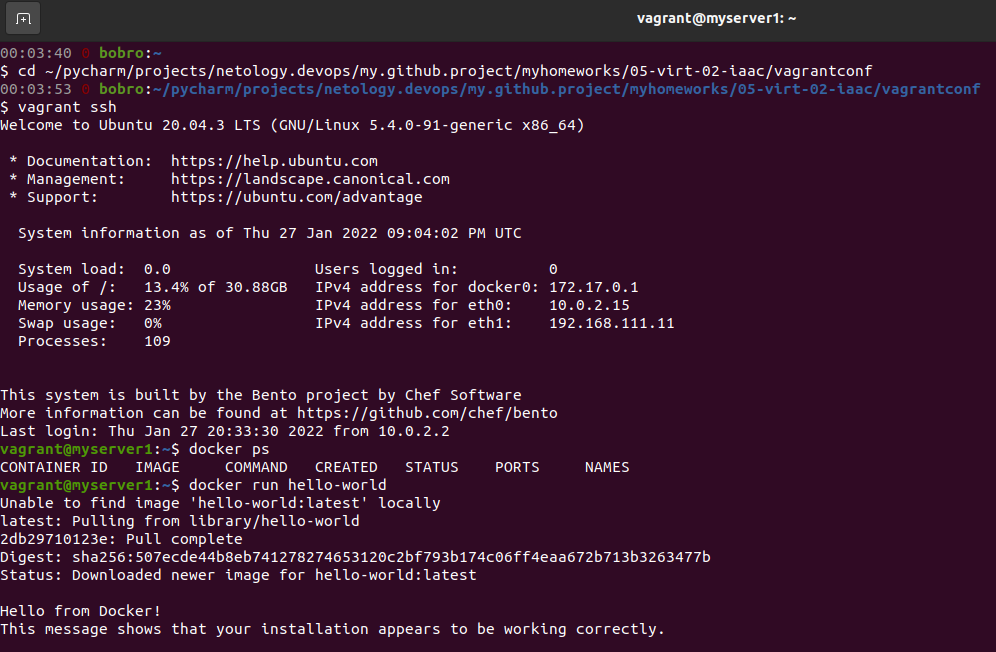 vagrant@myserver1: ~
00:03:40 0 bobro:~
$ cd ~/pycharm/projects/netology.devops/my.github.project/myhomeworks/05-virt-02-iaac/vagrantconf
00:03:53 0 bobro:~/pycharm/projects/netology.devops/my.github.project/myhomeworks/05-virt-02-iaac/vagrantconf
$ vagrant ssh
Welcome to Ubuntu 20.04.3 LTS (GNU/Linux 5.4.0-91-generic x86_64)

 * Documentation:  https://help.ubuntu.com
 * Management:     https://landscape.canonical.com
 * Support:        https://ubuntu.com/advantage

  System information as of Thu 27 Jan 2022 09:04:02 PM UTC

  System load:  0.0                Users logged in:          0
  Usage of /:   13.4% of 30.88GB   IPv4 address for docker0: 172.17.0.1
  Memory usage: 23%                IPv4 address for eth0:    10.0.2.15
  Swap usage:   0%                 IPv4 address for eth1:    192.168.111.11
  Processes:    109

This system is built by the Bento project by Chef Software
More information can be found at https://github.com/chef/bento
Last login: Thu Jan 27 20:33:30 2022 from 10.0.2.2
vagrant@myserver1:~$ docker ps
CONTAINER ID   IMAGE     COMMAND   CREATED   STATUS    PORTS     NAMES
vagrant@myserver1:~$ docker run hello-world
Unable to find image 'hello-world:latest' locally
latest: Pulling from library/hello-world
2db29710123e: Pull complete
Digest: sha256:507ecde44b8eb741278274653120c2bf793b174c06ff4eaa672b713b3263477b
Status: Downloaded newer image for hello-world:latest

Hello from Docker!
This message shows that your installation appears to be working correctly.